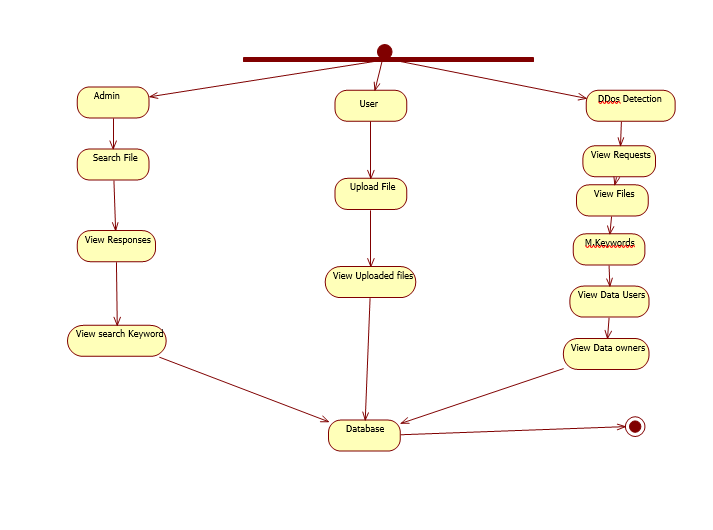 Admin
User
DDos Detection
Search File
View Requests
Upload File
View Files
View Responses
M.Keywords
View Uploaded files
View Data Users
View search Keyword
View Data owners
Database